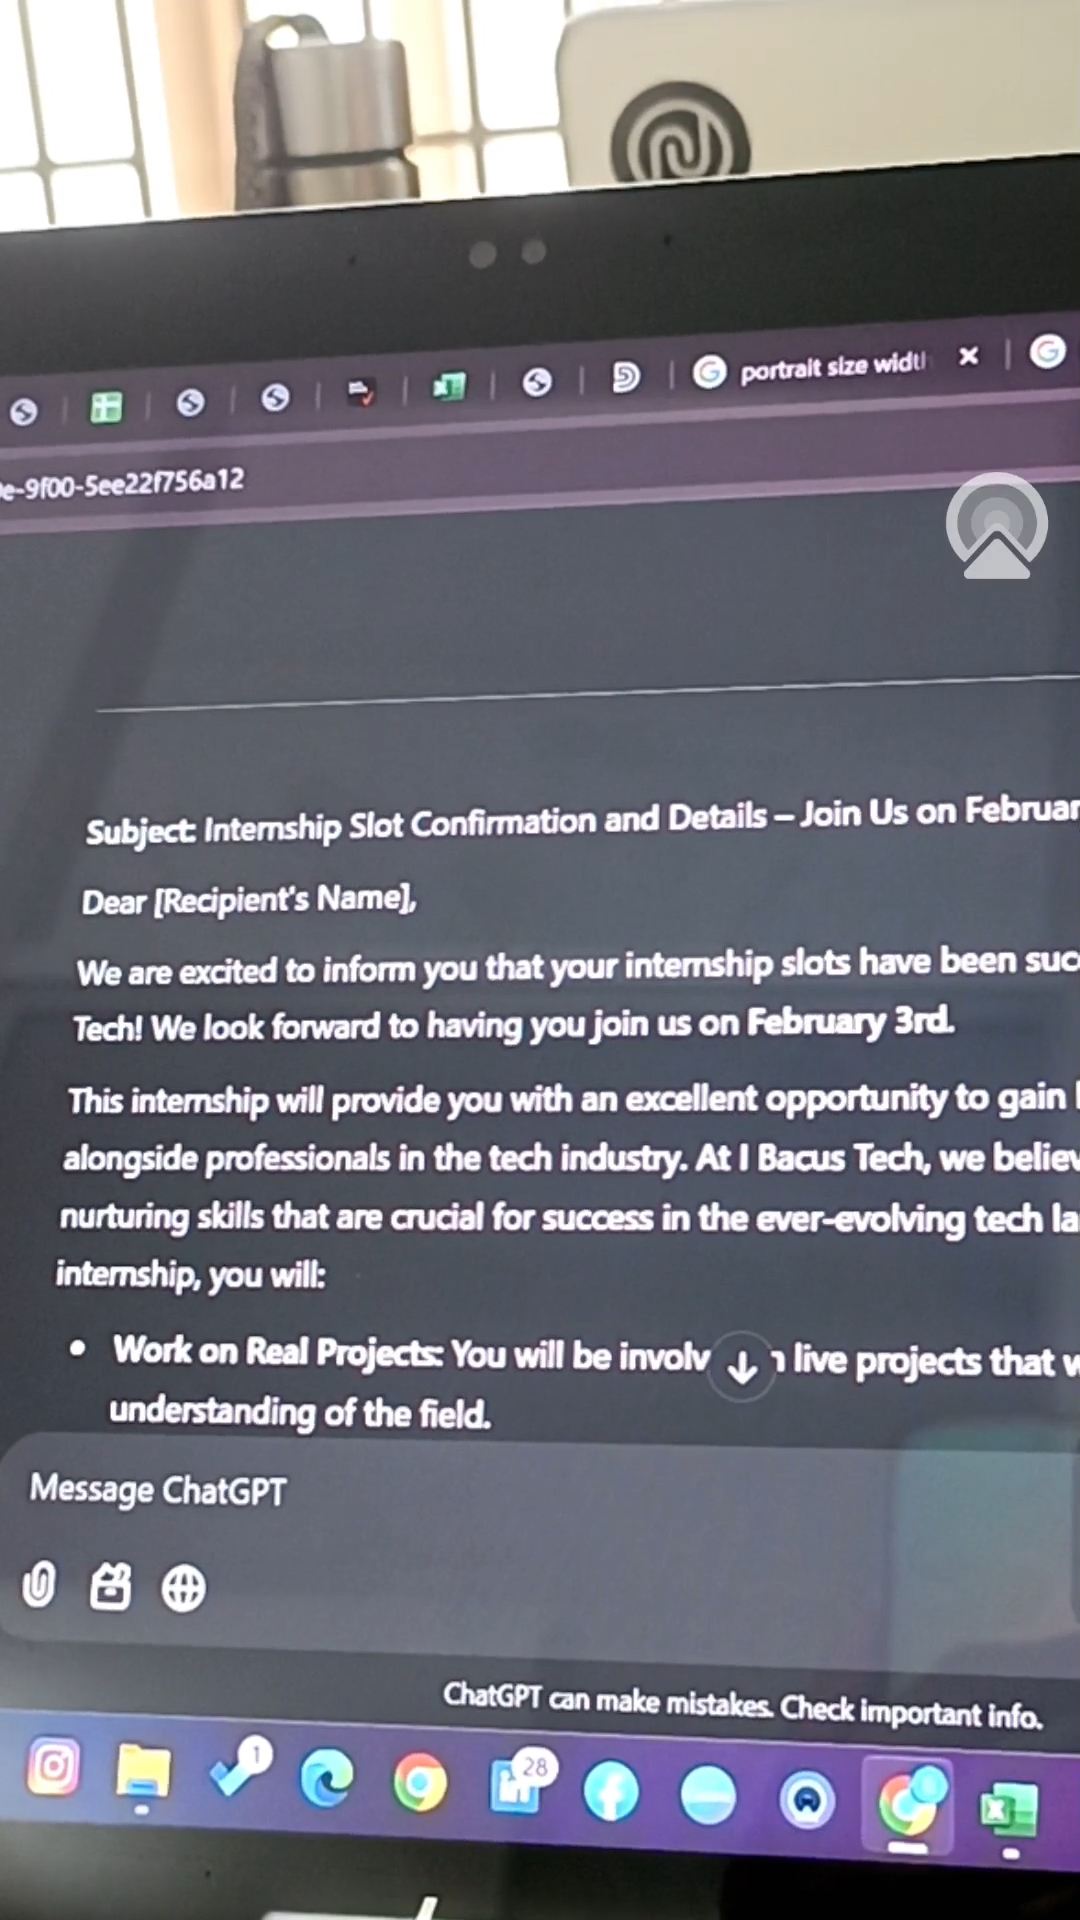 portrait size widt
e-9f00-5ee22f756a12
Subject: Internship Slot Confirmation and Details – Join Us on Februar
Dear [Recipient's Name],
We are excited to inform you that your internship slots have been suc
Tech! We look forward to having you join us on February 3rd.
This internship will provide you with an excellent opportunity to gain
alongside professionals in the tech industry. At I Bacus Tech, we believ
nurturing skills that are crucial for success in the ever-evolving tech la
internship, you will:
• Work on Real Projects: You will be involv n live projects that w
understanding of the field.
Message ChatGPT
ChatGPT can make mistakes. Check important info.
1
28